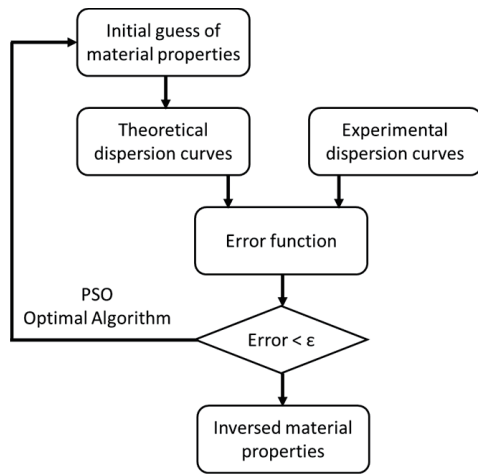 Initial guess of
material properties
Theoretical
dispersion curves
Experimental
dispersion curves
Error function
PSO
Optimal Algorithm
Error < ε
Inversed material
properties